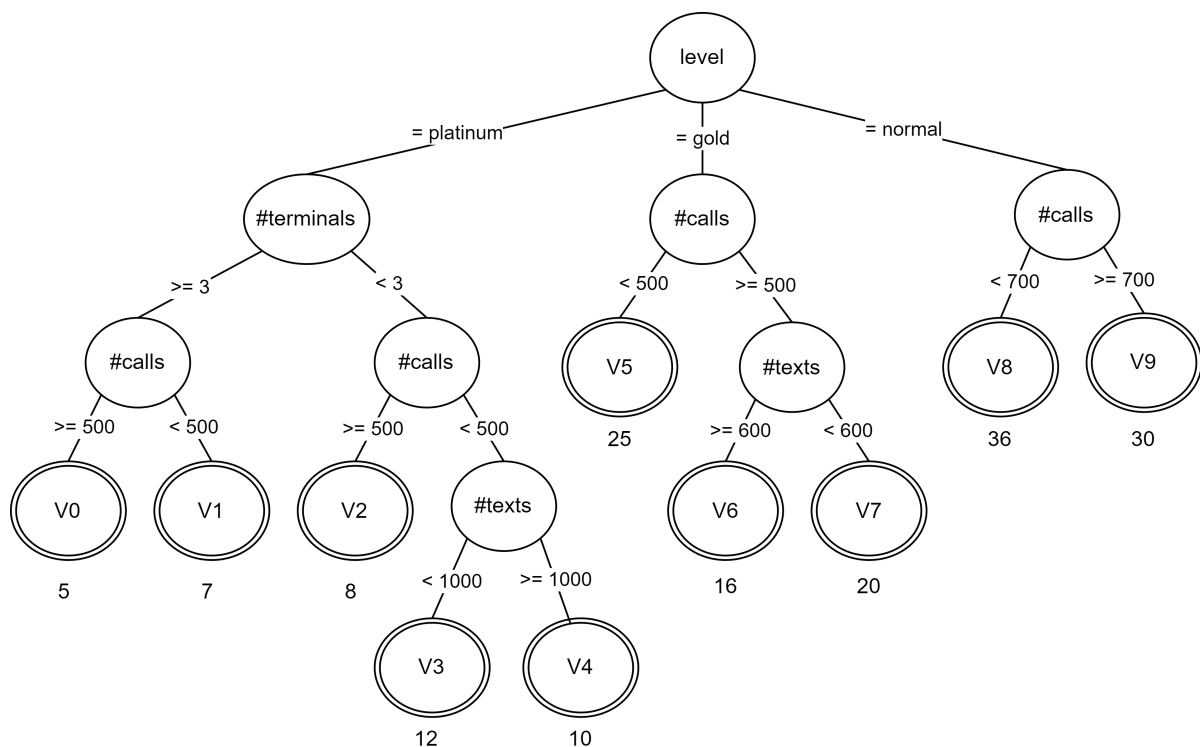 level
= platinum
= gold
= normal
#terminals
#calls
#calls
>= 3
< 3
< 500
>= 500
< 700
>= 700
#calls
#calls
V5
#texts
V8
V9
>= 500
< 500
>= 500
< 500
25
>= 600
< 600
36
30
V0
V1
V2
#texts
V6
V7
5
7
8
< 1000
>= 1000
16
20
V3
V4
12
10